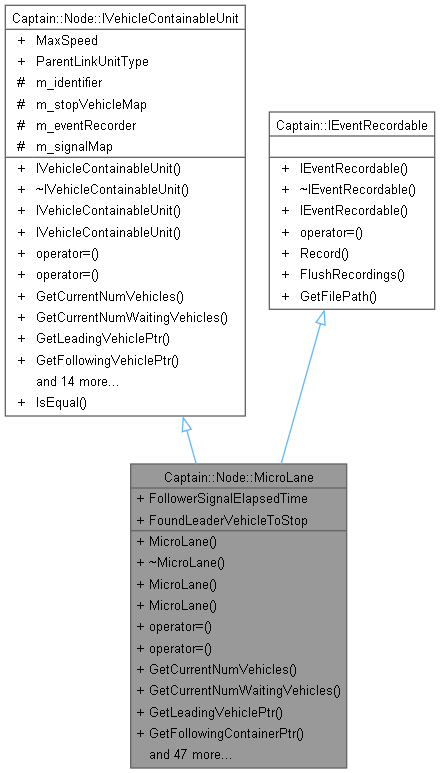 Captain::Node::IVehicleContainableUnit
+ MaxSpeed
+ ParentLinkUnitType
# m_identifier
# m_stopVehicleMap
# m_eventRecorder
# m_signalMap
+ IVehicleContainableUnit()
+ ~IVehicleContainableUnit()
+ IVehicleContainableUnit()
+ IVehicleContainableUnit()
+ operator=()
+ operator=()
+ GetCurrentNumVehicles()
+ GetCurrentNumWaitingVehicles()
+ GetLeadingVehiclePtr()
+ GetFollowingVehiclePtr()
and 14 more...
+ IsEqual()
Captain::IEventRecordable
+ IEventRecordable()
+ ~IEventRecordable()
+ IEventRecordable()
+ operator=()
+ Record()
+ FlushRecordings()
+ GetFilePath()
Captain::Node::MicroLane
+ FollowerSignalElapsedTime
+ FoundLeaderVehicleToStop
+ MicroLane()
+ ~MicroLane()
+ MicroLane()
+ MicroLane()
+ operator=()
+ operator=()
+ GetCurrentNumVehicles()
+ GetCurrentNumWaitingVehicles()
+ GetLeadingVehiclePtr()
+ GetFollowingContainerPtr()
and 47 more...